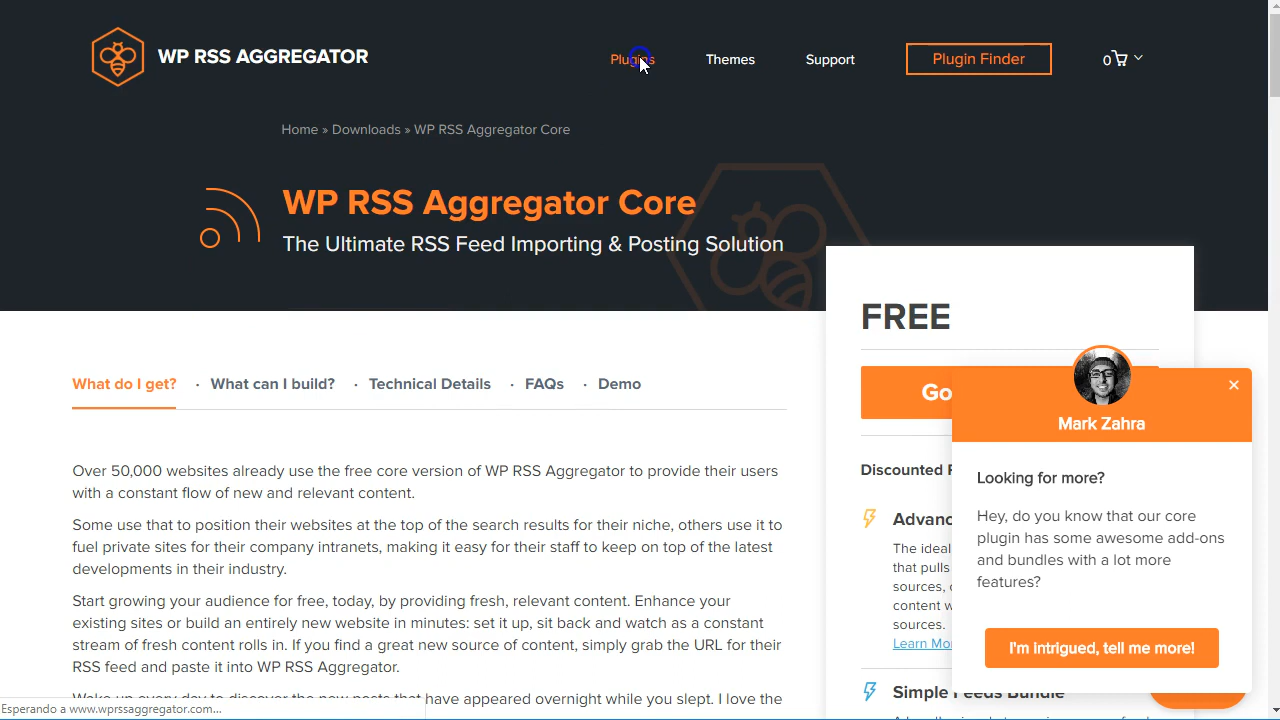 WP RSS AGGREGATOR
Plugins
Themes
Support
Plugin Finder
0
Home » Downloads » WP RSS Aggregator Core
WP RSS Aggregator Core
The Ultimate RSS Feed Importing & Posting Solution
FREE
What do I get? · What can I build? · Technical Details · FAQs · Demo
Over 50,000 websites already use the free core version of WP RSS Aggregator to provide their users
with a constant flow of new and relevant content.
Some use that to position their websites at the top of the search results for their niche, others use it to
fuel private sites for their company intranets, making it easy for their staff to keep on top of the latest
developments in their industry.
Start growing your audience for free, today, by providing fresh, relevant content. Enhance your
existing sites or build an entirely new website in minutes: set it up, sit back and watch as a constant
stream of fresh content rolls in. If you find a great new source of content, simply grab the URL for their
RSS feed and paste it into WP RSS Aggregator.
have appeared overnight while you slept. I love the
Esperando a www.wprssaggregator.com...
Go
Discounted
Advanc
The ideal
that pulls
sources,
content w
sources.
Learn Mo
Simple Feeds Bundle
Mark Zahra
Looking for more?
Hey, do you know that our core
plugin has some awesome add-ons
and bundles with a lot more
features?
I'm intrigued, tell me more!